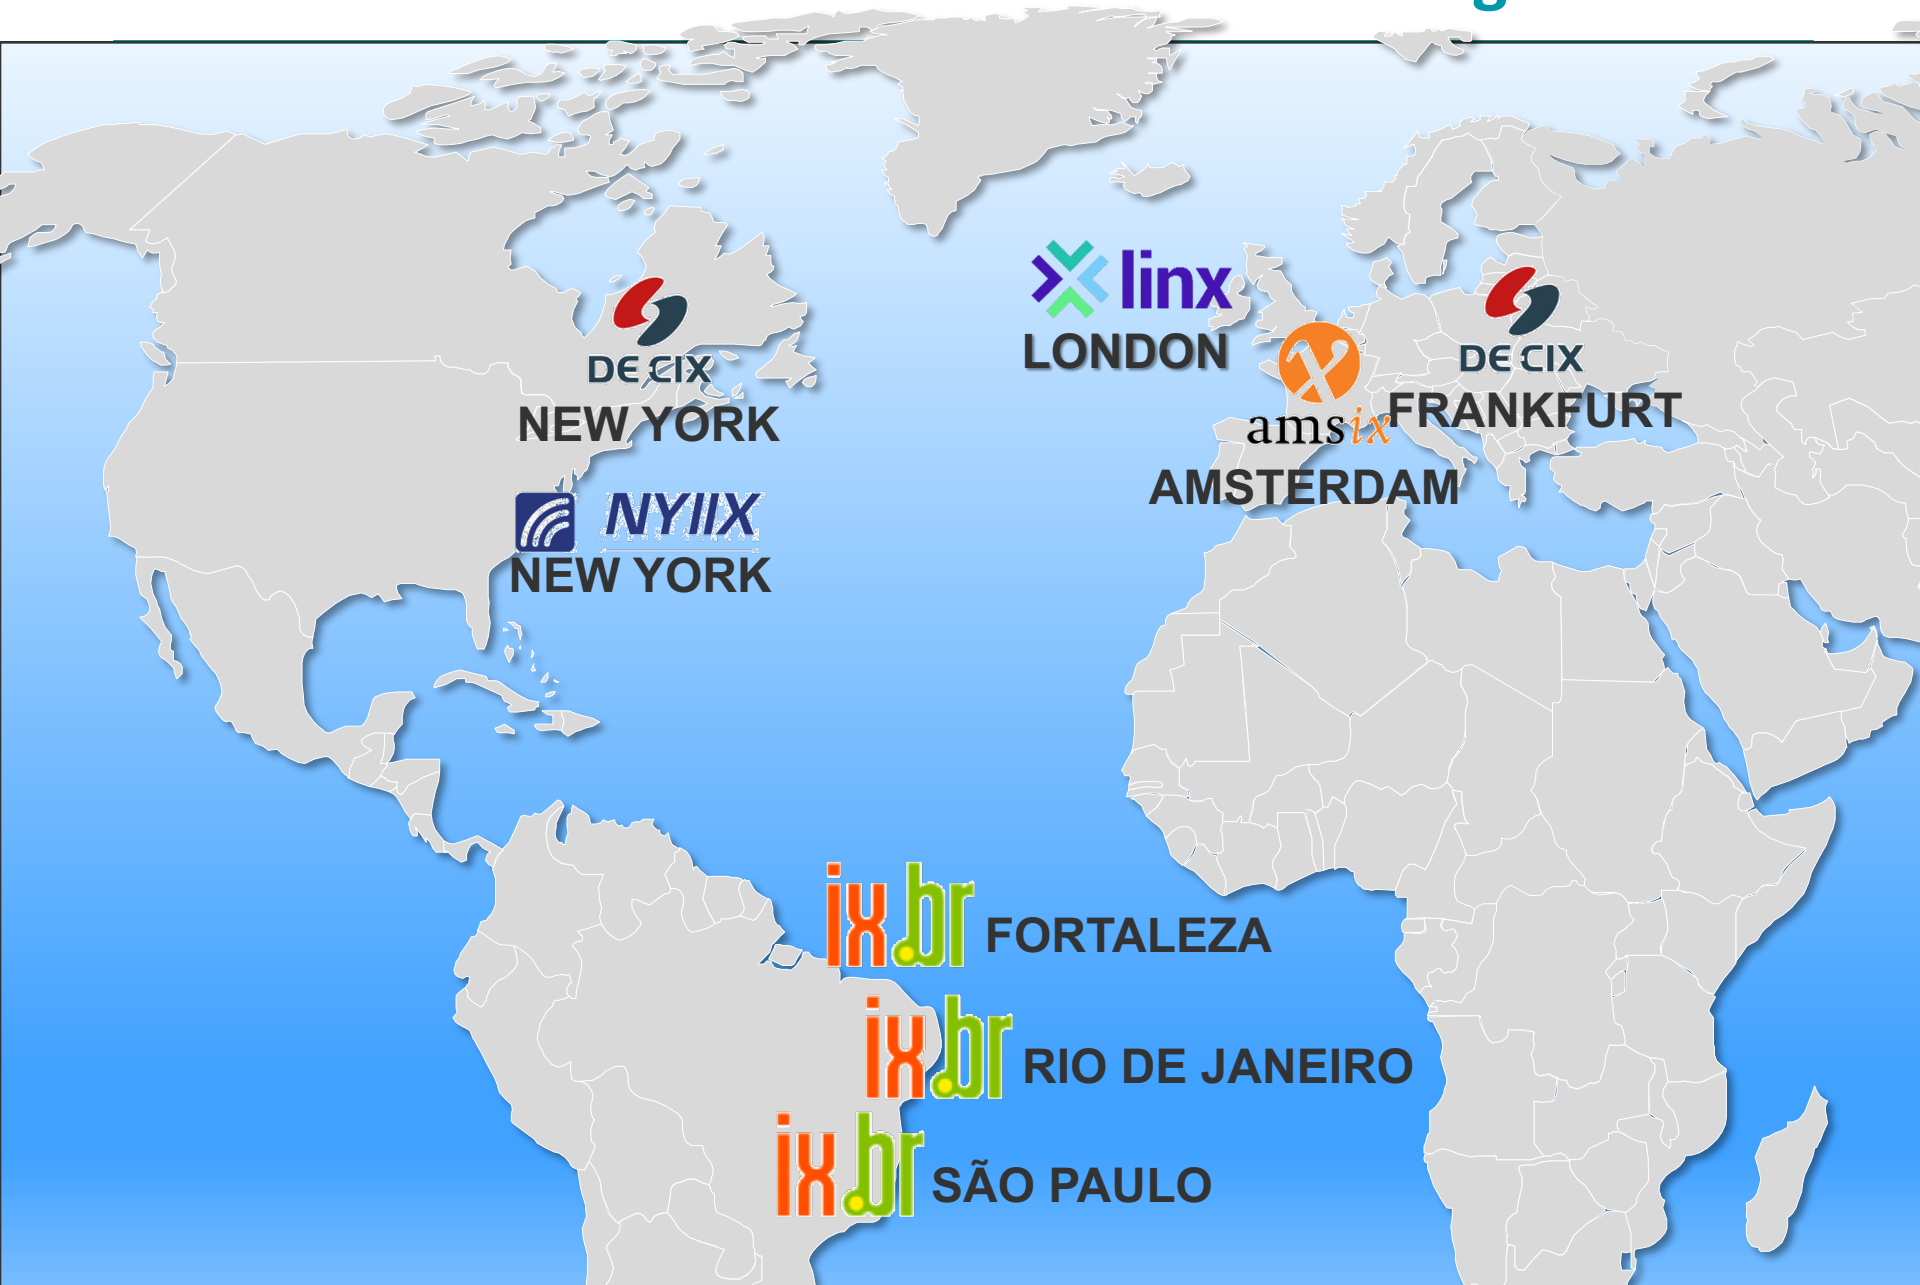 linx
LONDON
DE CIX
NEW YORK
DE CIX
FRANKFURT
amsix
AMSTERDAM
NYIIX
NEW YORK
ix.br FORTALEZA
ix.br RIO DE JANEIRO
ix.br SÃO PAULO